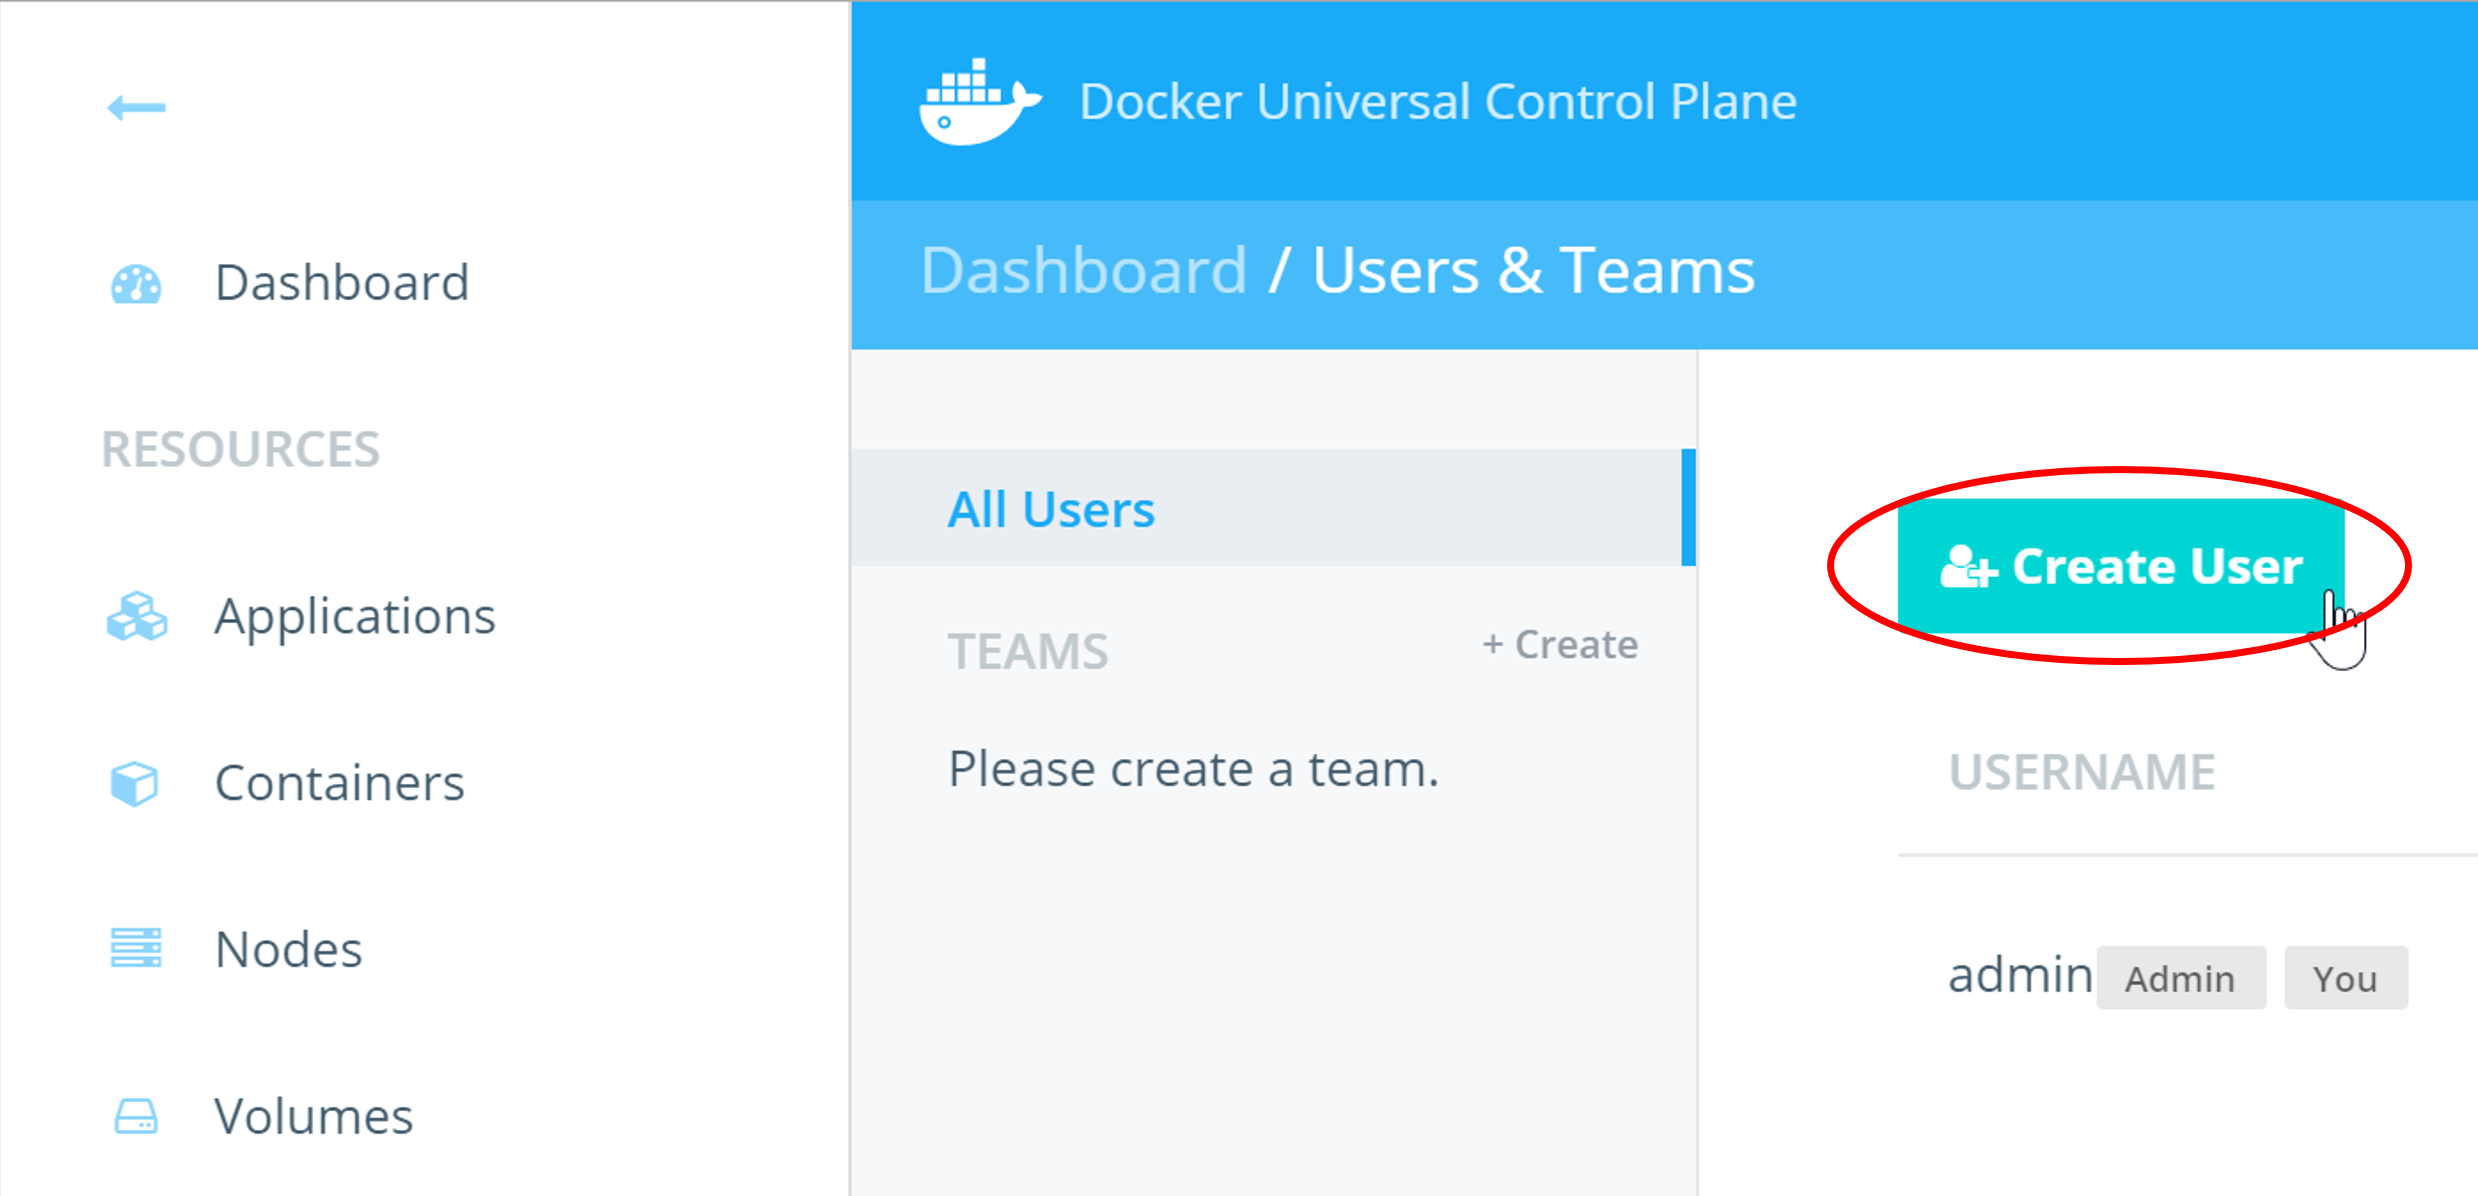 Docker Universal Control Plane
Dashboard / Users & Teams
Dashboard
RESOURCES
Applications
Containers
Nodes
Volumes
All Users
TEAMS + Create
Please create a team.
Create User
USERNAME
admin Admin You